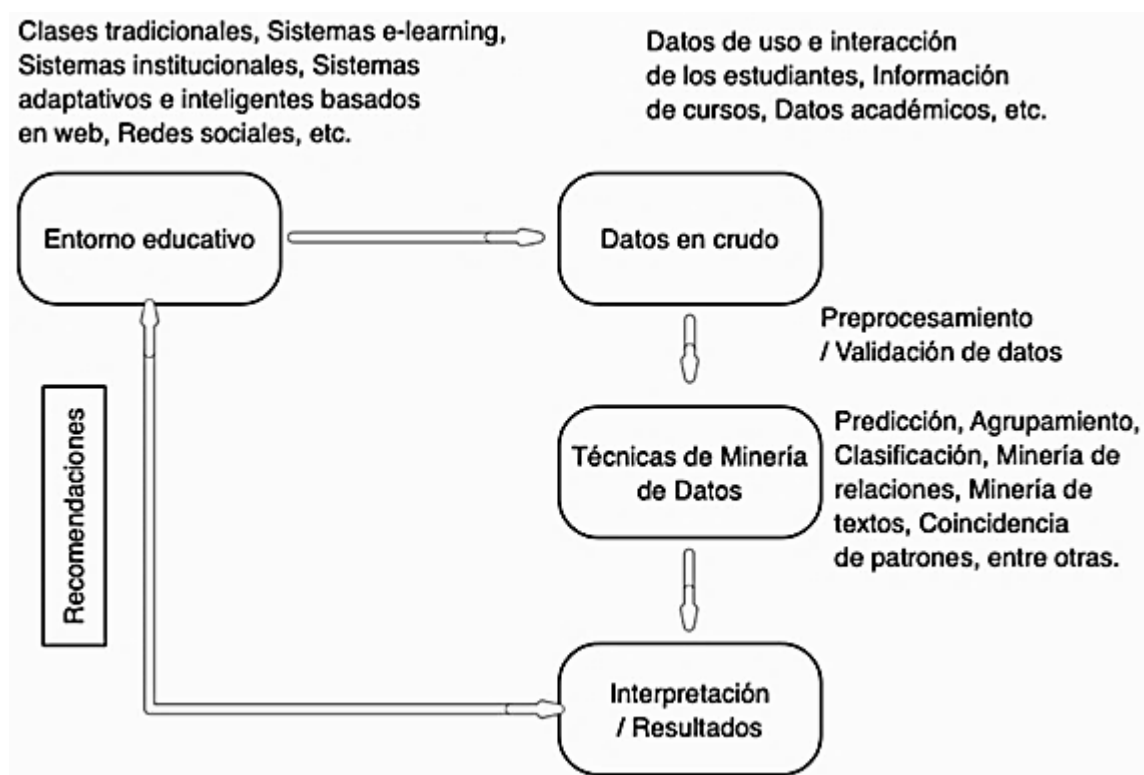 Clases tradicionales, Sistemas e-learning,
Sistemas institucionales, Sistemas
adaptativos e inteligentes basados
en web, Redes sociales, etc.
Datos de uso e interacción
de los estudiantes, Información
de cursos, Datos académicos, etc.
Entorno educativo
Datos en crudo
Preprocesamiento
/ Validación de datos
Técnicas de Minería
de Datos
Predicción, Agrupamiento,
Clasificación, Minería de
relaciones, Minería de
textos, Coincidencia
de patrones, entre otras.
Recomendaciones
Interpretación
/ Resultados